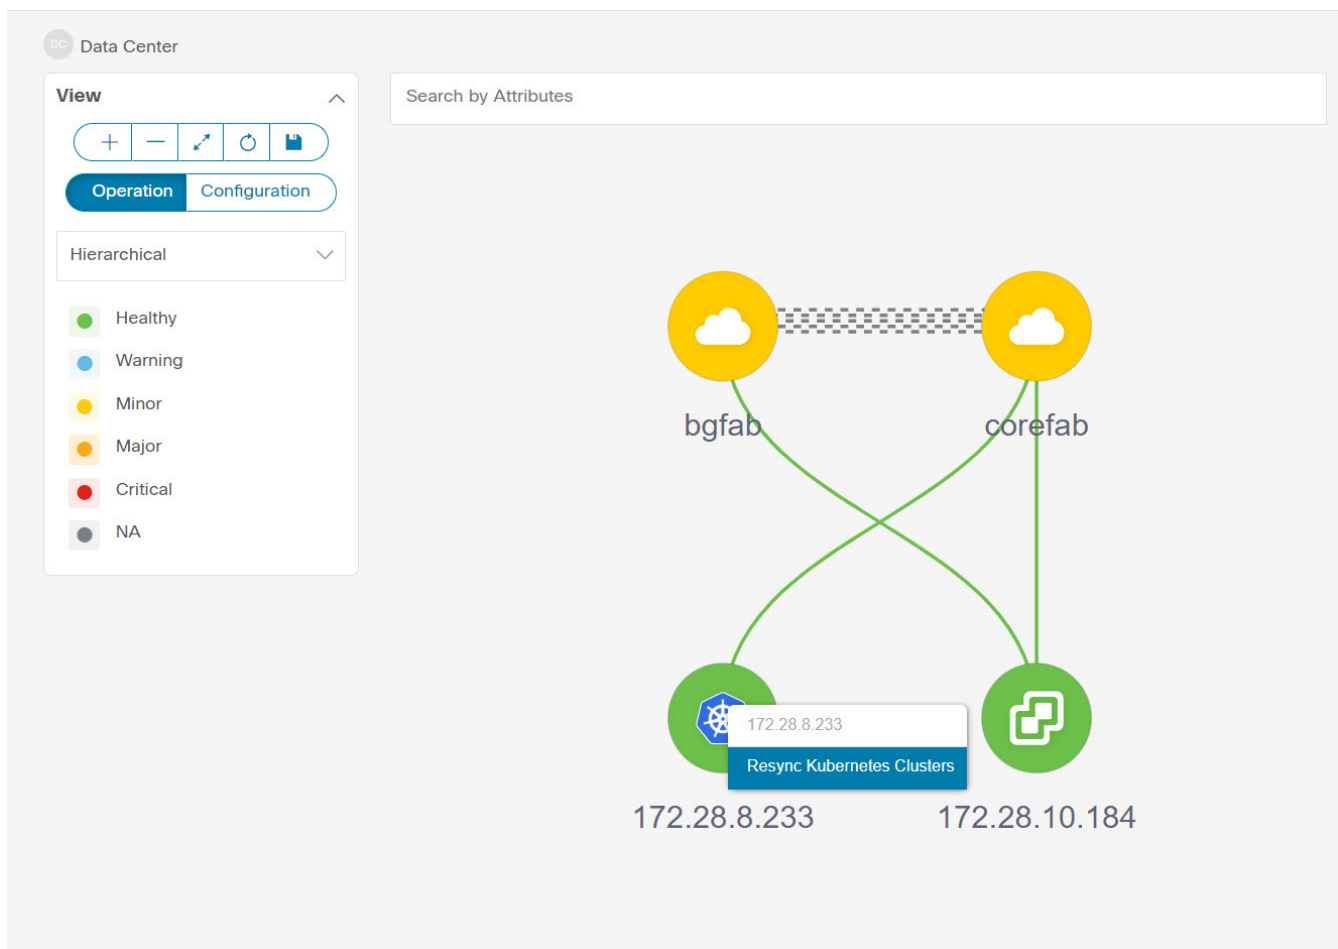 DC Data Center
View
Search by Attributes
Operation Configuration
Hierarchical
Healthy
Warning
Minor
Major
Critical
NA
bgfab corefab
172.28.8.233
Resync Kubernetes Clusters
172.28.8.233 172.28.10.184